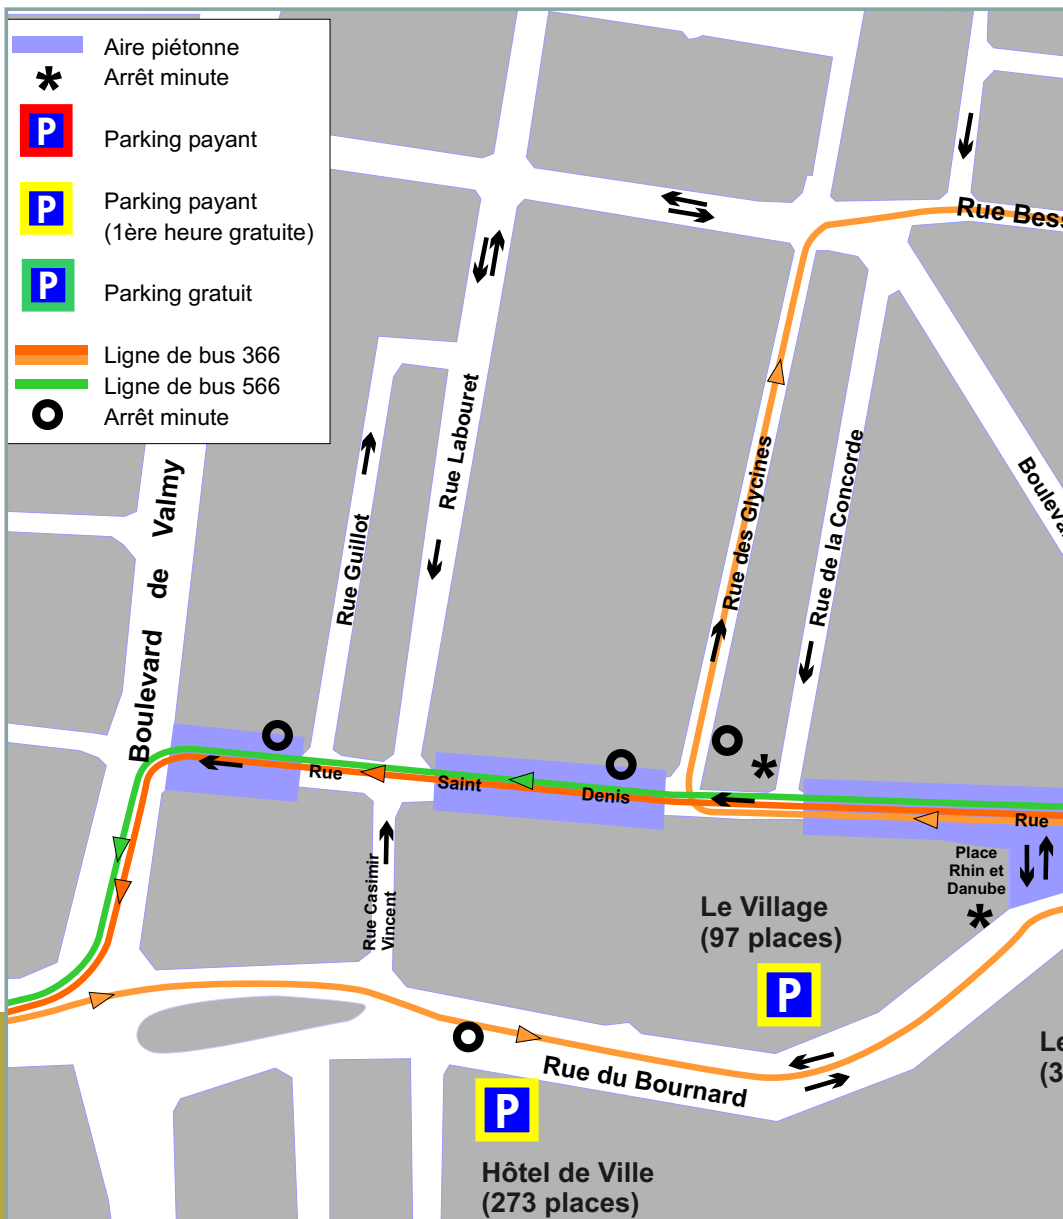 Aire piétonne
* Arrêt minute
P Parking payant
P Parking payant
(1ère heure gratuite)
P Parking gratuit
Ligne de bus 366
Ligne de bus 566
Arrêt minute
Rue Bess
Boulevard de Valmy
Rue Guillot
Rue Labouret
Rue des Glycines
Rue de la Concorde
Bouleva
Rue Saint Denis
Rue
*
Place
Rhin et
Danube
*
Rue Casimir
Vincent
Le Village
(97 places)
P
Le
(3
Rue du Bournard
P
Hôtel de Ville
(273 places)